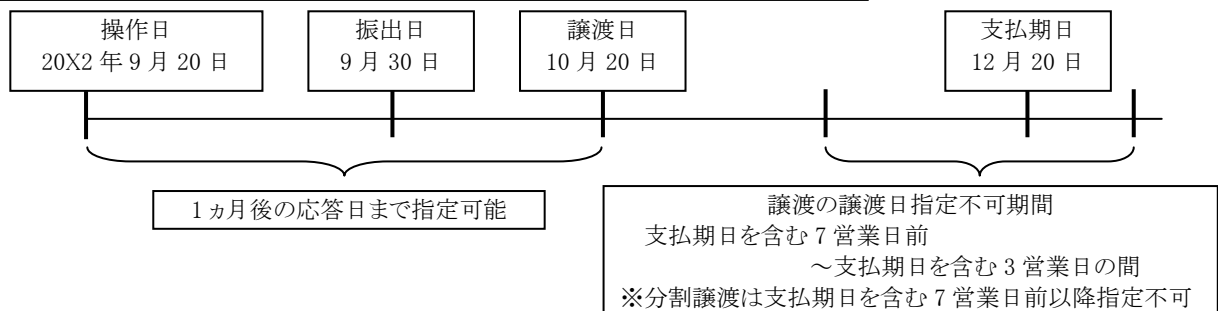 操作日
20X2 年 9 月 20 日
振出日
9 月 30 日
譲渡日
10 月 20 日
支払期日
12 月 20 日
1ヵ月後の応答日まで指定可能
譲渡の譲渡日指定不可期間
支払期日を含む 7 営業日前
～支払期日を含む 3 営業日の間
※分割譲渡は支払期日を含む 7 営業日前以降指定不可